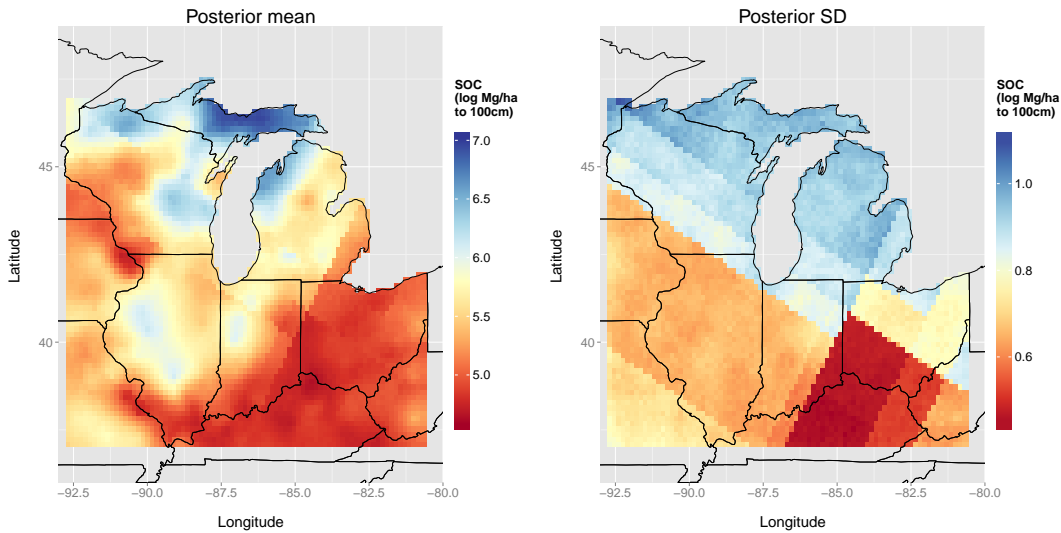 Posterior mean
45
40
Latitude
−92.5 −90.0 −87.5 −85.0 −82.5 −80.0
Longitude
SOC
(log Mg/ha
to 100cm)
7.0
6.5
6.0
5.5
5.0
Posterior SD
45
40
Latitude
−92.5 −90.0 −87.5 −85.0 −82.5 −80.0
Longitude
SOC
(log Mg/ha
to 100cm)
1.0
0.8
0.6